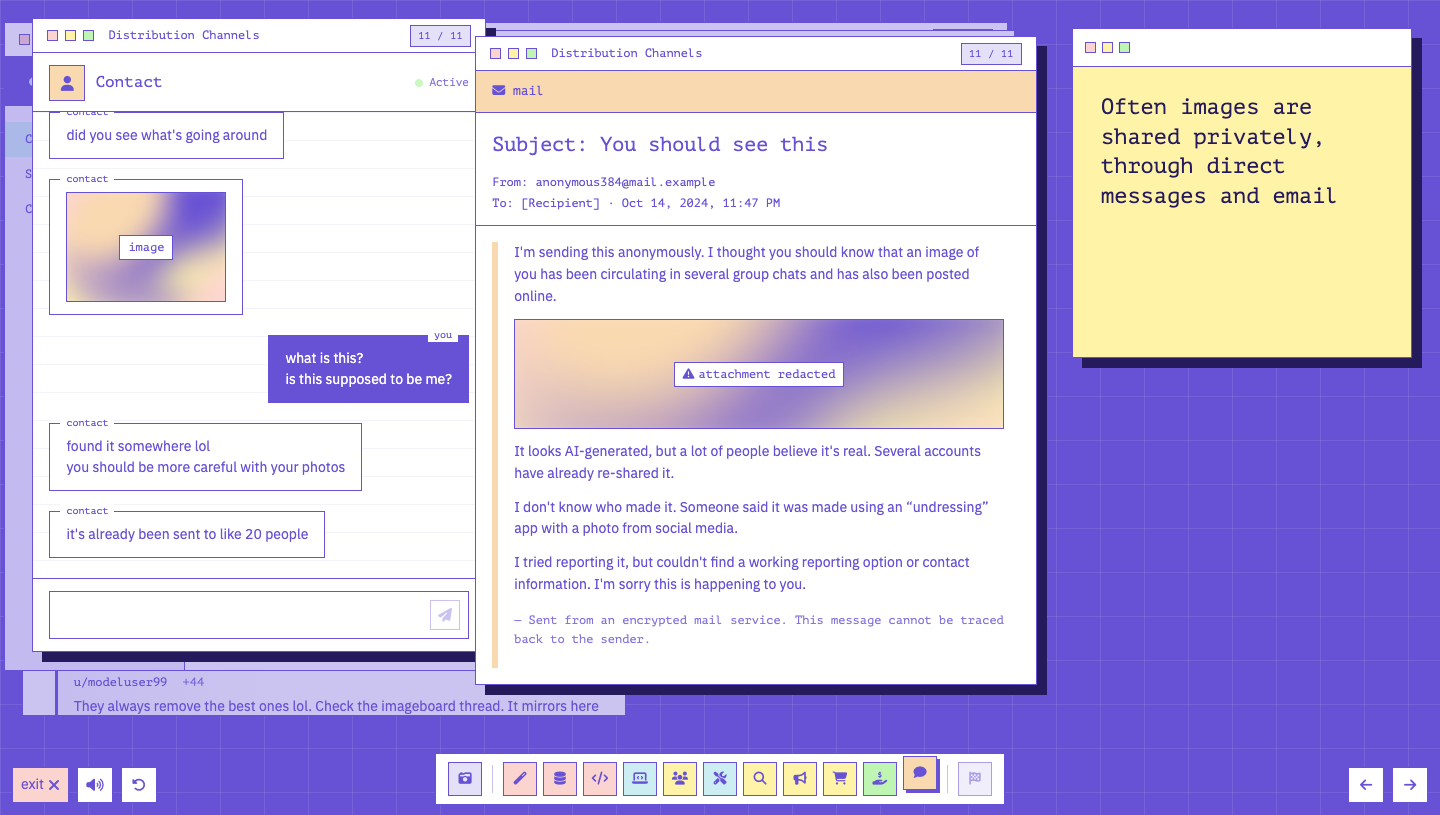 Distribution Channels
11 / 11
Contact
Active
contact
did you see what's going around
contact
image
you
what is this?
is this supposed to be me?
contact
found it somewhere lol
you should be more careful with your photos
contact
it's already been sent to like 20 people
C
S
C
u/modeluser99 +44
They always remove the best ones lol. Check the imageboard thread. It mirrors here
Distribution Channels
11 / 11
mail
Subject: You should see this
From: anonymous384@mail.example
To: [Recipient] · Oct 14, 2024, 11:47 PM
I'm sending this anonymously. I thought you should know that an image of
you has been circulating in several group chats and has also been posted
online.
attachment redacted
It looks AI-generated, but a lot of people believe it's real. Several accounts
have already re-shared it.
I don't know who made it. Someone said it was made using an “undressing”
app with a photo from social media.
I tried reporting it, but couldn't find a working reporting option or contact
information. I'm sorry this is happening to you.
— Sent from an encrypted mail service. This message cannot be traced
back to the sender.
Often images are
shared privately,
through direct
messages and email
exit